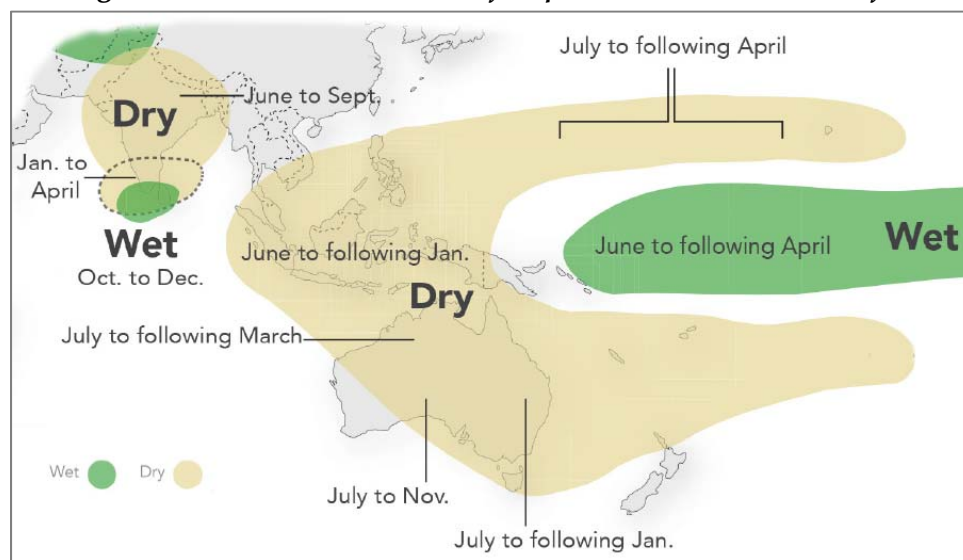 July to following April
June to Sept.
Dry
Jan. to
April
Wet
Oct. to Dec.
June to following Jan.
Dry
June to following April
Wet
July to following March
Wet
Dry
July to Nov.
July to following Jan.